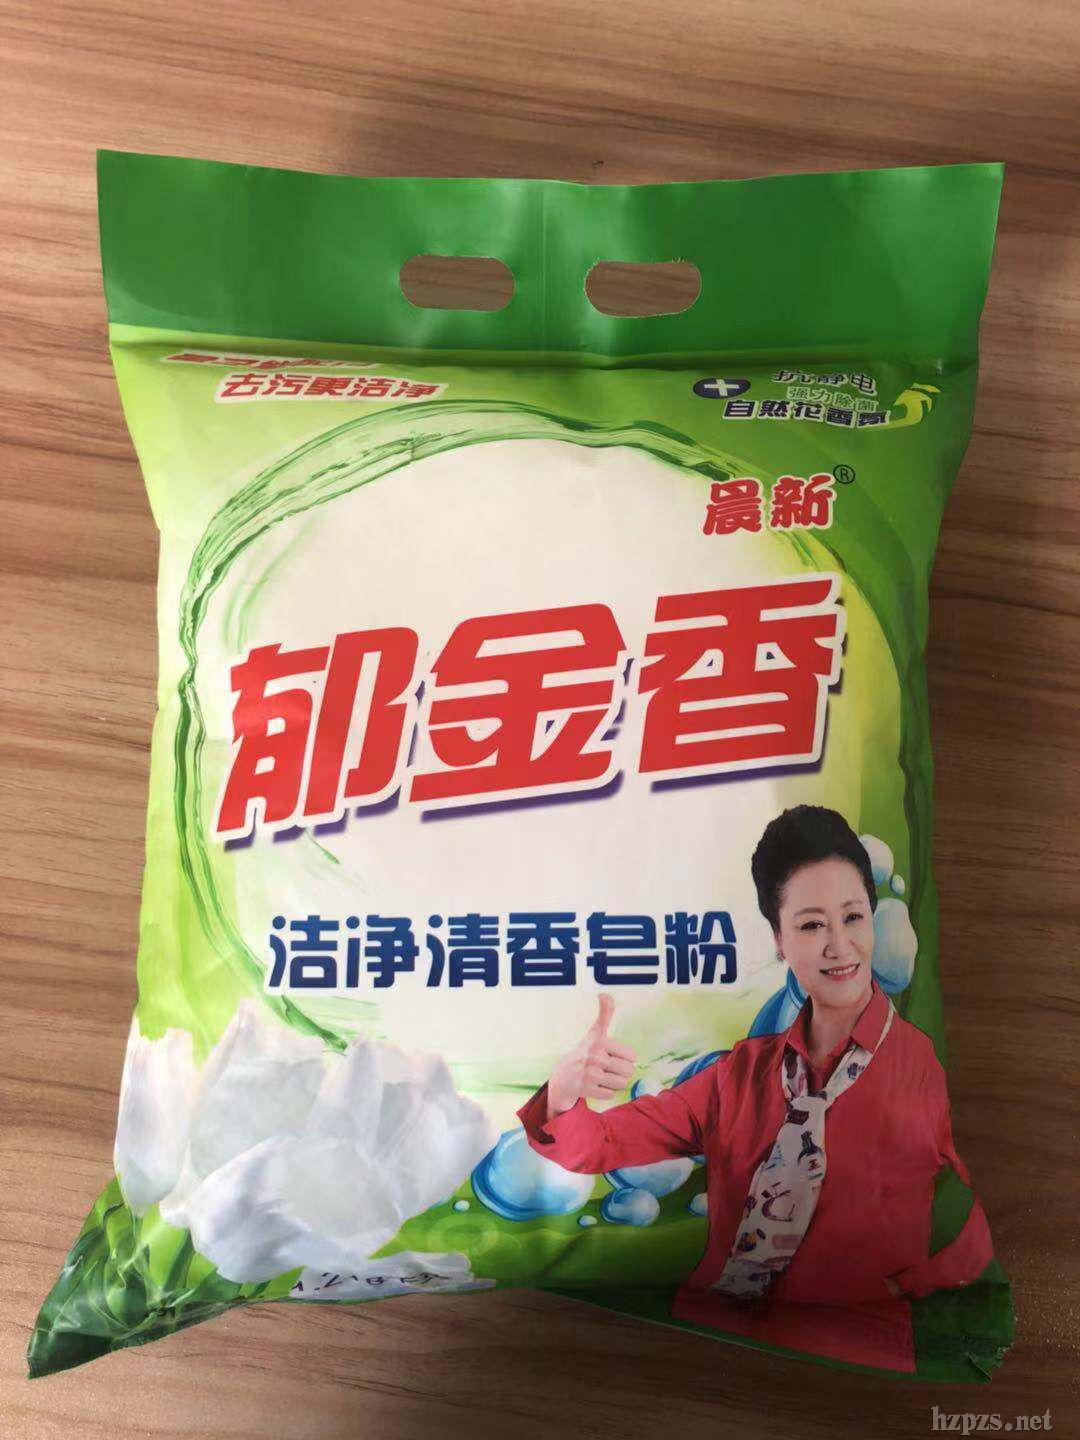 去污更洁净
抗静电
强力除菌
自然花香氛
晨新®
郁金香
洁净清香皂粉
hzpzs.net